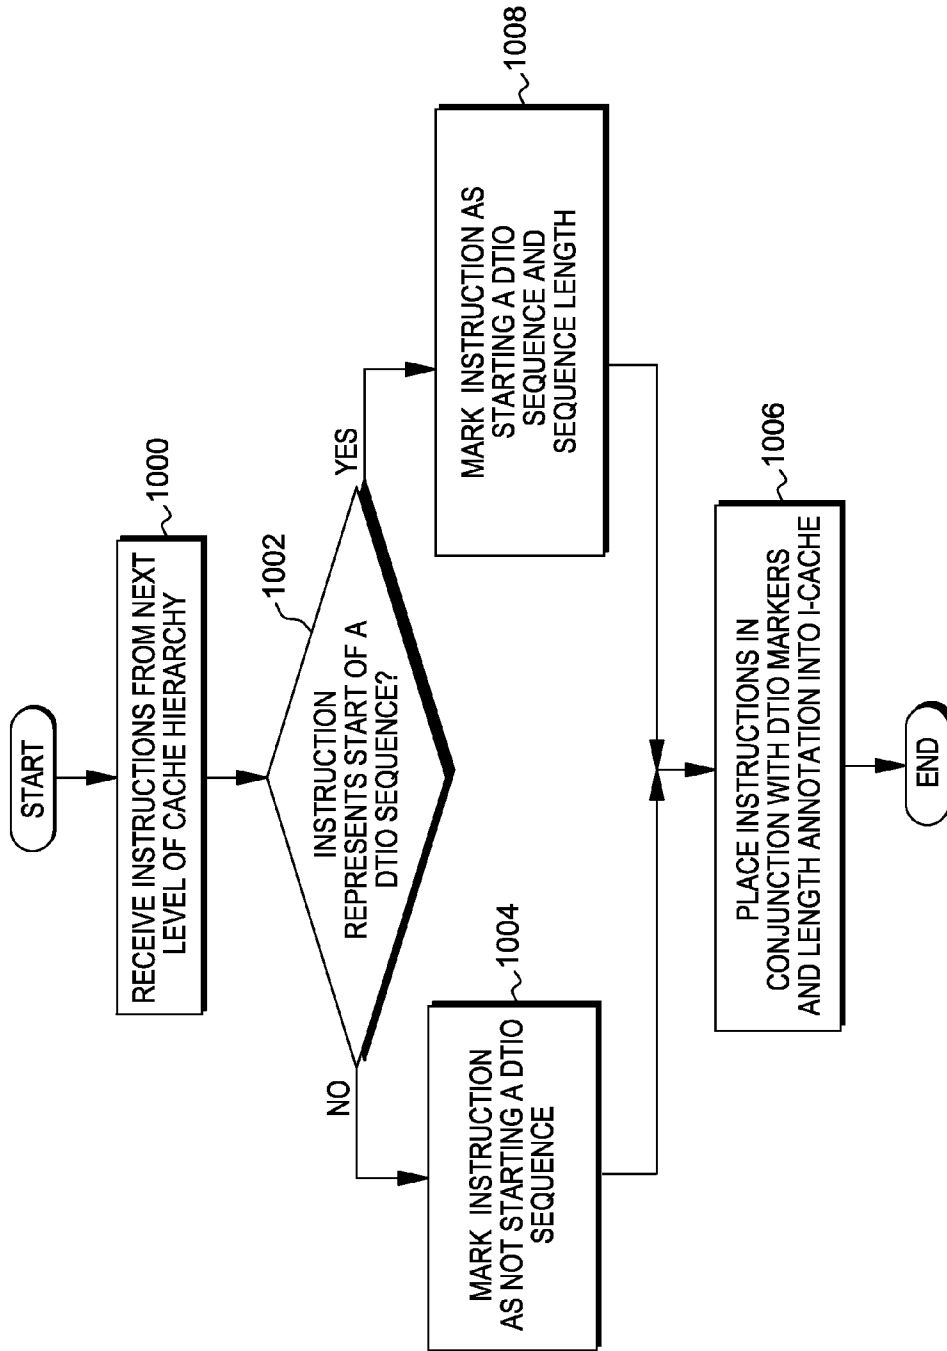 START
RECEIVE INSTRUCTIONS FROM NEXT
LEVEL OF CACHE HIERARCHY
1000
INSTRUCTION
REPRESENTS START OF A
DTIO SEQUENCE?
1002
NO
YES
MARK INSTRUCTION
AS NOT STARTING A DTIO
SEQUENCE
1004
MARK INSTRUCTION AS
STARTING A DTIO
SEQUENCE AND
SEQUENCE LENGTH
1008
PLACE INSTRUCTIONS IN
CONJUNCTION WITH DTIO MARKERS
AND LENGTH ANNOTATION INTO I-CACHE
1006
END